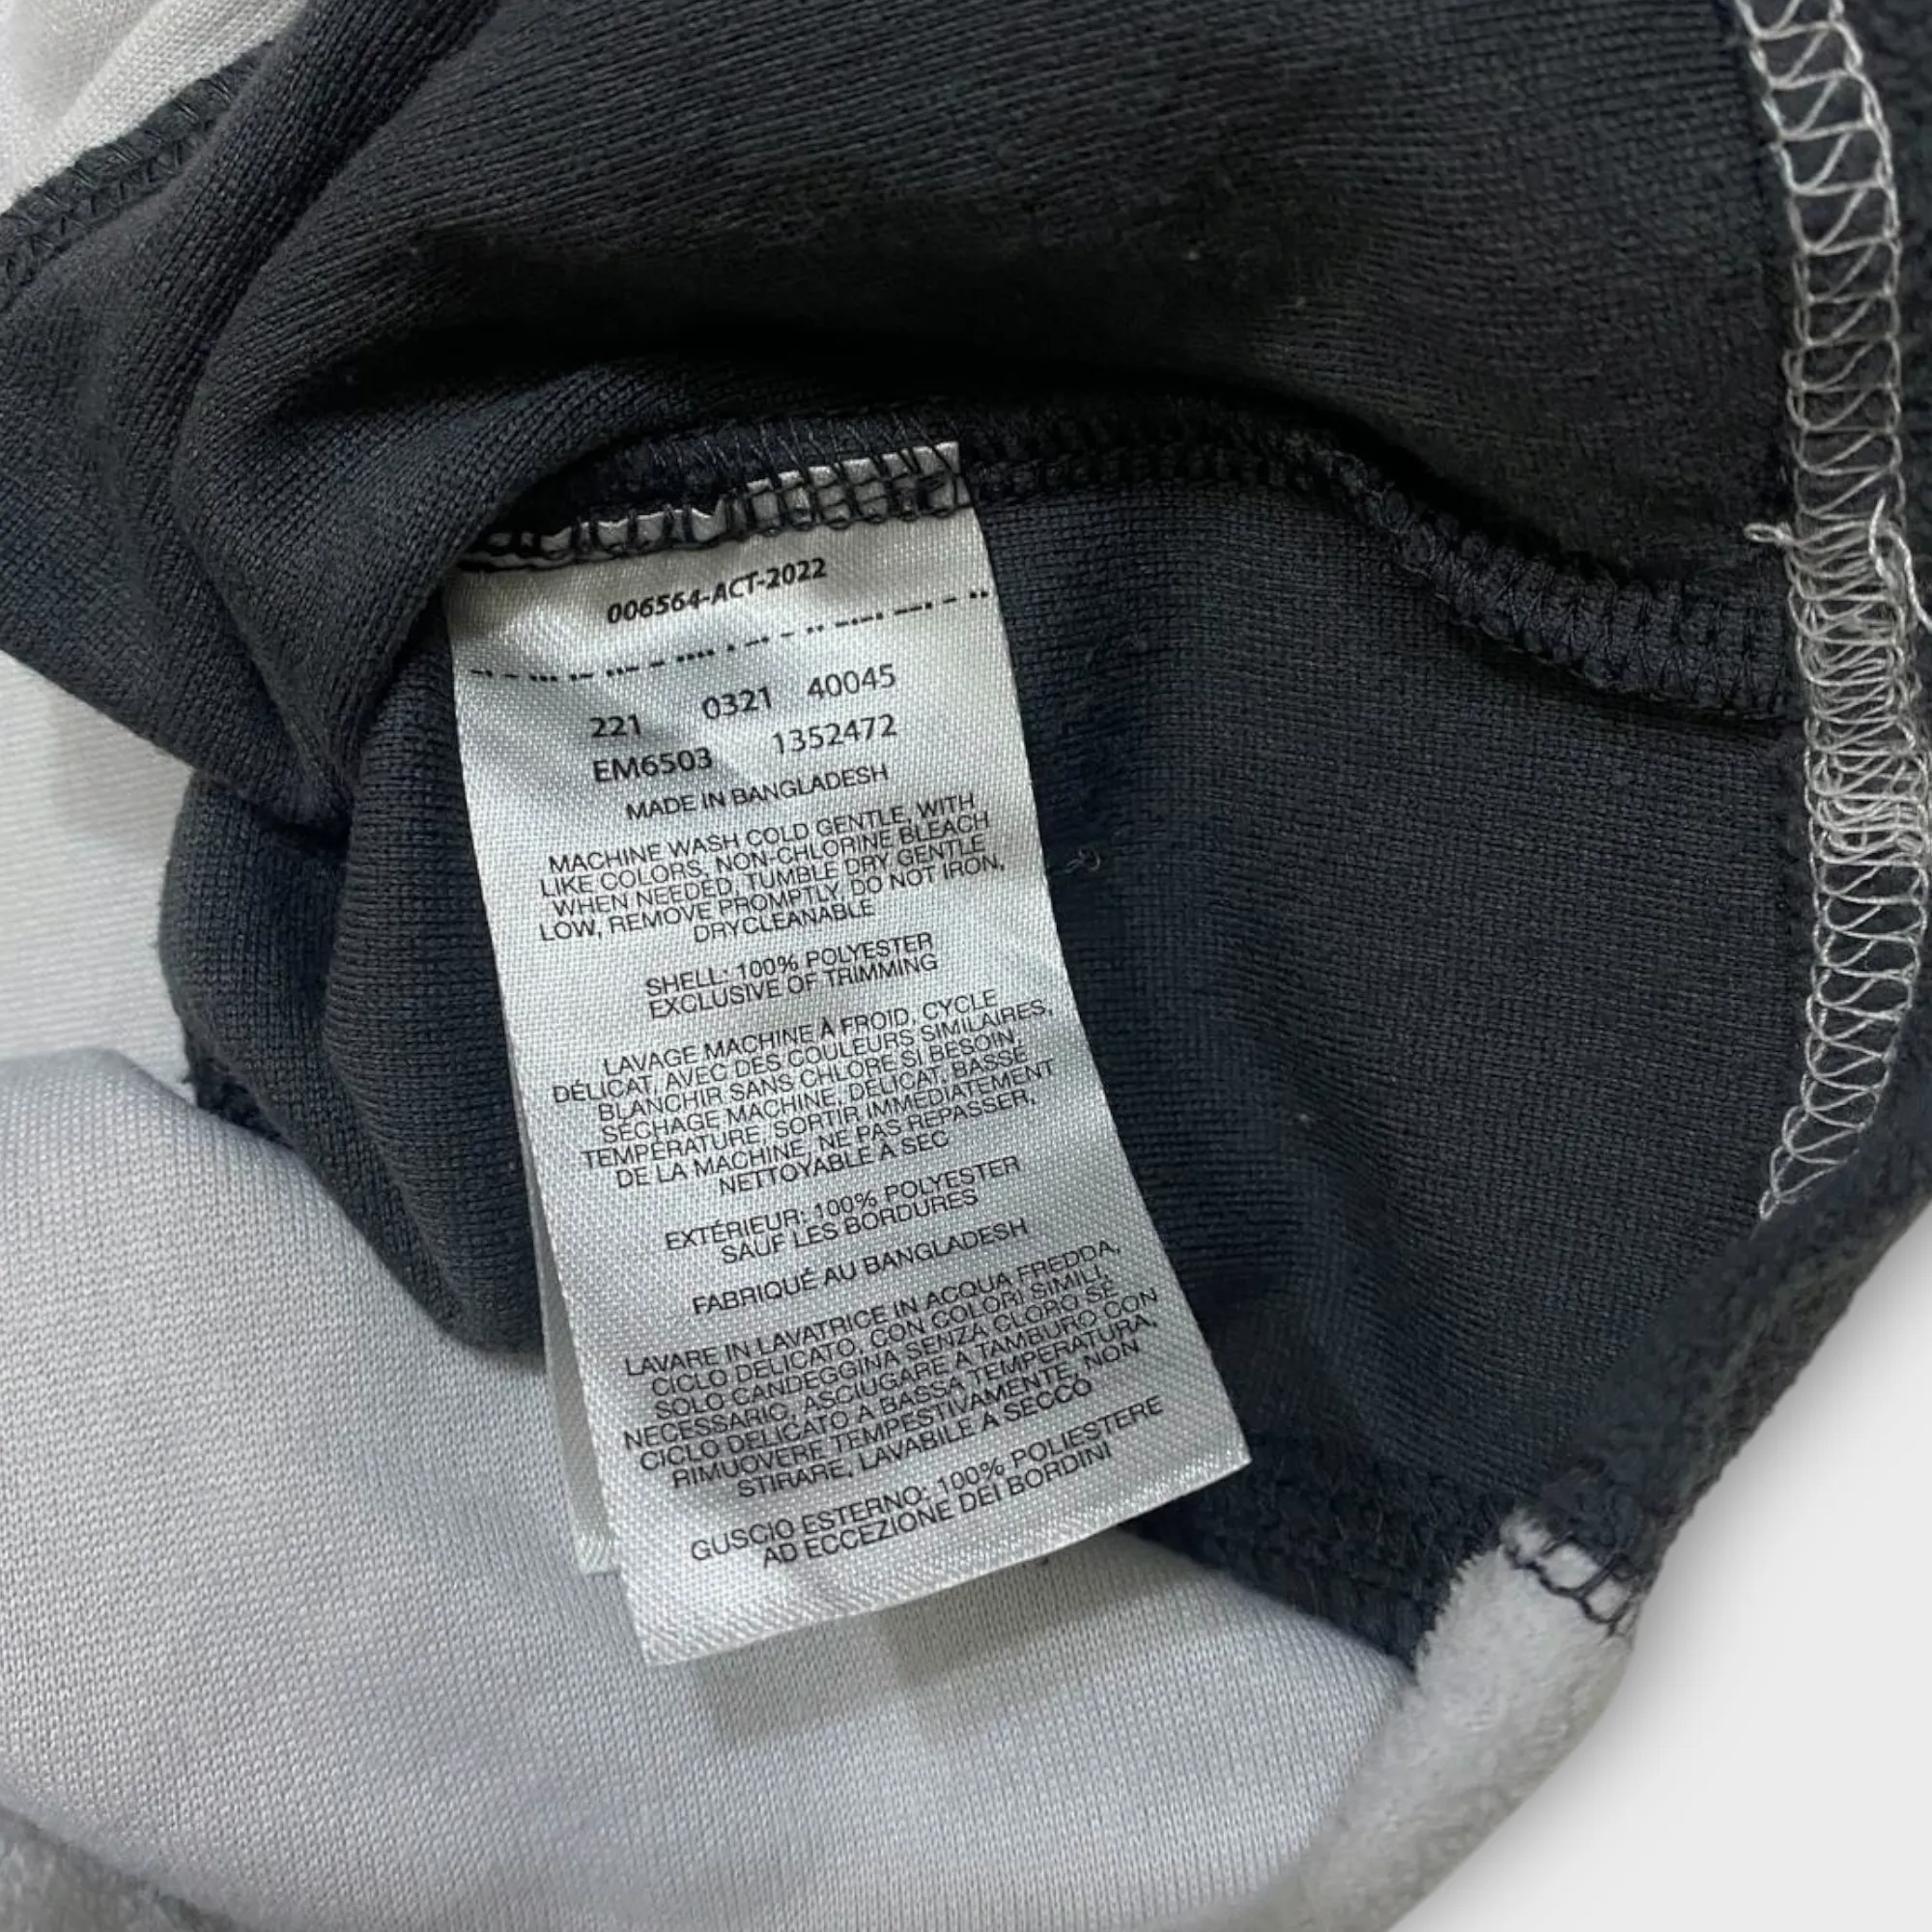 006564-ACT-2022
221 0321 40045
EM6503 1352472
MADE IN BANGLADESH
MACHINE WASH COLD GENTLE, WITH
LIKE COLORS, NON-CHLORINE BLEACH
WHEN NEEDED, TUMBLE DRY GENTLE
LOW, REMOVE PROMPTLY, DO NOT IRON,
DRYCLEANABLE
SHELL: 100% POLYESTER
EXCLUSIVE OF TRIMMING
LAVAGE MACHINE À FROID, CYCLE
DÉLICAT, AVEC DES COULEURS SIMILAIRES,
BLANCHIR SANS CHLORE SI BESOIN,
SÉCHAGE MACHINE, DÉLICAT, BASSE
TEMPÉRATURE, SORTIR IMMÉDIATEMENT
DE LA MACHINE, NE PAS REPASSER,
NETTOYABLE À SEC
EXTÉRIEUR: 100% POLYESTER
SAUF LES BORDURES
FABRIQUÉ AU BANGLADESH
LAVARE IN LAVATRICE IN ACQUA FREDDA,
CICLO DELICATO, CON COLORI SIMILI,
SOLO CANDEGGINA SENZA CLORO SE
NECESSARIO, ASCIUGARE A TAMBURO CON
CICLO DELICATO A BASSA TEMPERATURA,
RIMUOVERE TEMPESTIVAMENTE, NON
STIRARE, LAVABILE A SECCO
GUSCIO ESTERNO: 100% POLIESTERE
AD ECCEZIONE DEI BORDINI